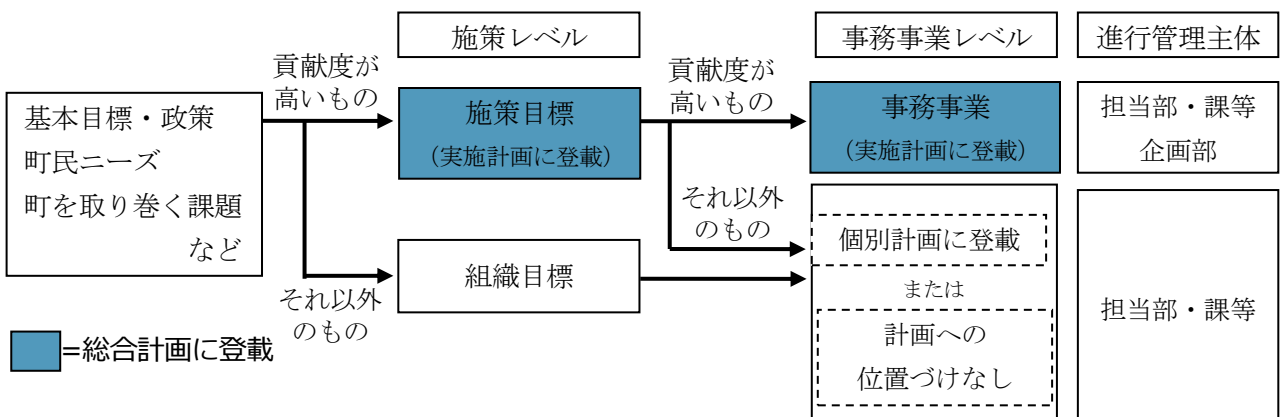 施策レベル
事務事業レベル
進行管理主体
貢献度が
高いもの
貢献度が
高いもの
基本目標・政策
町民ニーズ
町を取り巻く課題
など
施策目標
（実施計画に登載）
事務事業
（実施計画に登載）
担当部・課等
企画部
それ以外
のもの
それ以外
のもの
組織目標
個別計画に登載
または
計画への
位置づけなし
担当部・課等
=総合計画に登載